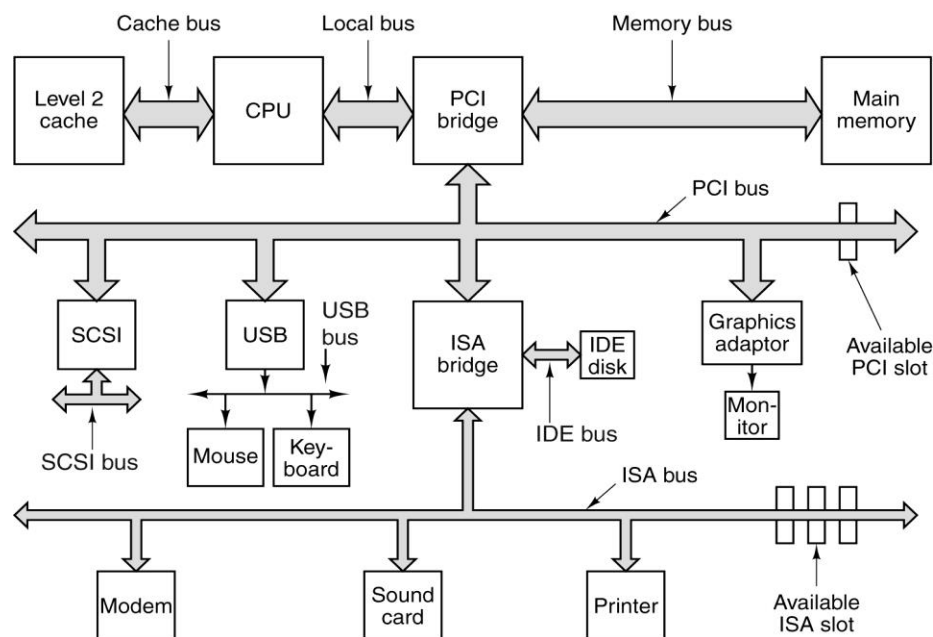 Cache bus
Local bus
Memory bus
Level 2
cache
CPU
PCI
bridge
Main
memory
PCI bus
SCSI
USB
USB
bus
ISA
bridge
IDE
disk
Graphics
adaptor
Available
PCI slot
Mon-
itor
SCSI bus
Mouse
Key-
board
IDE bus
ISA bus
Modem
Sound
card
Printer
Available
ISA slot